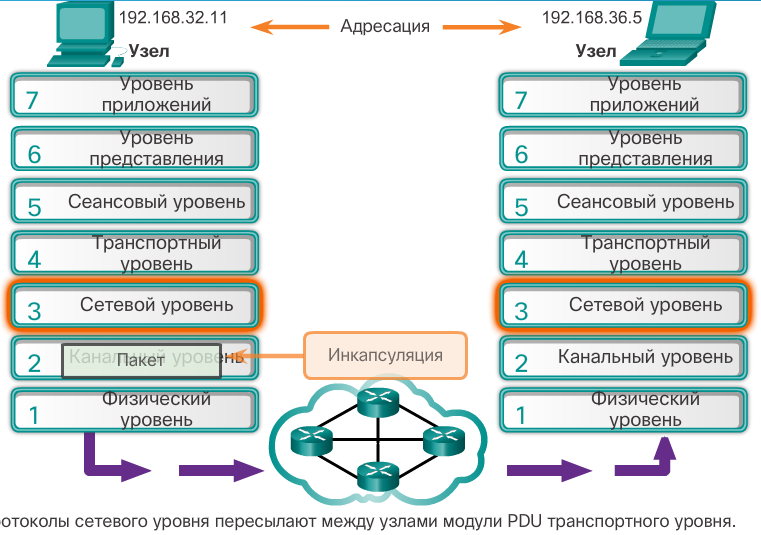 192.168.32.11
Адресация
192.168.36.5
Узел
Узел
7 Уровень
приложений
7 Уровень
приложений
6 Уровень
представления
6 Уровень
представления
5 Сеансовый уровень
5 Сеансовый уровень
4 Транспортный
уровень
4 Транспортный
уровень
3 Сетевой уровень
3 Сетевой уровень
2 Канальный уровень
Пакет
Инкапсуляция
2 Канальный уровень
1 Физический
уровень
1 Физический
уровень
отоколы сетевого уровня пересылают между узлами модули PDU транспортного уровня.